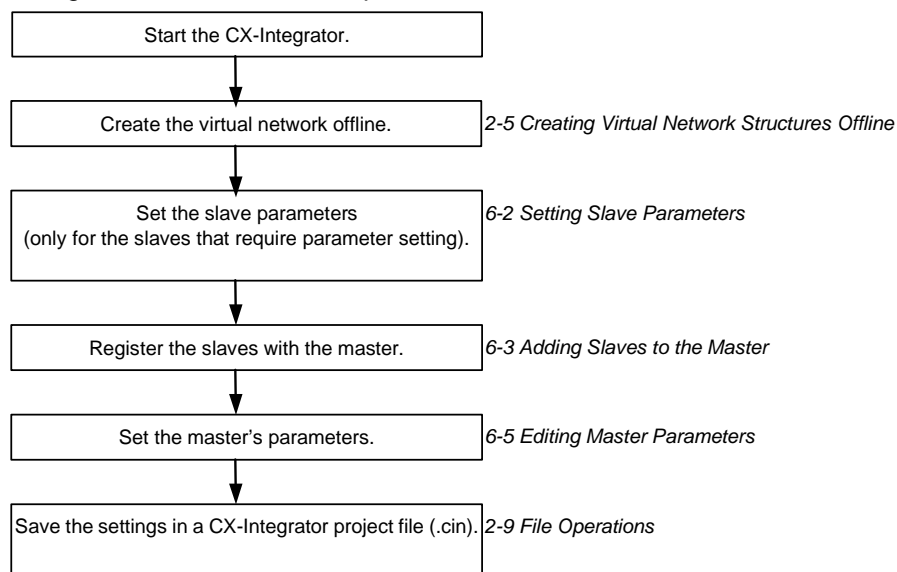 Start the CX-Integrator.
Create the virtual network offline.
2-5 Creating Virtual Network Structures Offline
Set the slave parameters
(only for the slaves that require parameter setting).
6-2 Setting Slave Parameters
Register the slaves with the master.
6-3 Adding Slaves to the Master
Set the master's parameters.
6-5 Editing Master Parameters
Save the settings in a CX-Integrator project file (.cin).
2-9 File Operations